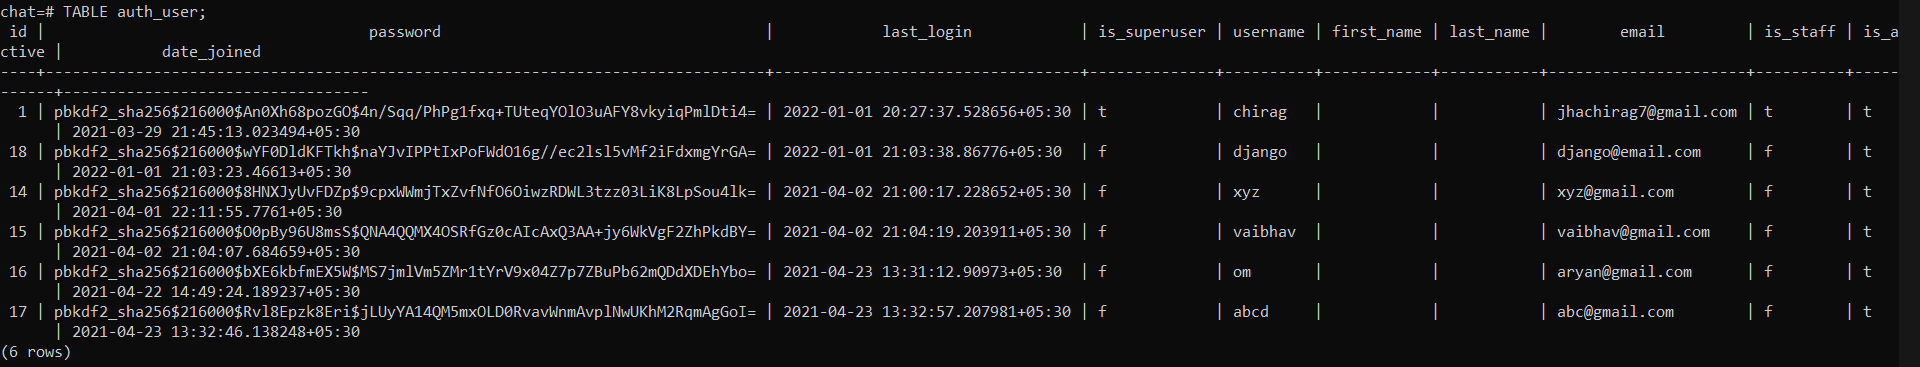 chat=# TABLE auth_user;
 id |                                    password                                    |            last_login            | is_superuser | username | first_name | last_name |        email         | is_staff | is_a
ctive |           date_joined
----+--------------------------------------------------------------------------------+----------------------------------+--------------+----------+------------+-----------+----------------------+----------+-----
------+----------------------------------
  1 | pbkdf2_sha256$216000$An0Xh68pozGO$4n/Sqq/PhPg1fxq+TUteqYOlO3uAFY8vkyiqPmlDti4= | 2022-01-01 20:27:37.528656+05:30 | t            | chirag   |            |           | jhachirag7@gmail.com | t        | t
      | 2021-03-29 21:45:13.023494+05:30
 18 | pbkdf2_sha256$216000$wYF0DldKFTkh$naYJvIPPtIxPoFWdO16g//ec2lsl5vMf2iFdxmgYrGA= | 2022-01-01 21:03:38.86776+05:30  | f            | django   |            |           | django@email.com     | f        | t
      | 2022-01-01 21:03:23.46613+05:30
 14 | pbkdf2_sha256$216000$8HNXJyUvFDZp$9cpxWWmjTxZvfNfO6OiwzRDWL3tzz03LiK8LpSou4lk= | 2021-04-02 21:00:17.228652+05:30 | f            | xyz      |            |           | xyz@gmail.com        | f        | t
      | 2021-04-01 22:11:55.7761+05:30
 15 | pbkdf2_sha256$216000$O0pBy96U8msS$QNA4QQMX4OSRfGz0cAIcAxQ3AA+jy6WkVgF2ZhPkdBY= | 2021-04-02 21:04:19.203911+05:30 | f            | vaibhav  |            |           | vaibhav@gmail.com    | f        | t
      | 2021-04-02 21:04:07.684659+05:30
 16 | pbkdf2_sha256$216000$bXE6kbfmEX5W$MS7jmlVm5ZMr1tYrV9x04Z7p7ZBuPb62mQDdXDEhYbo= | 2021-04-23 13:31:12.90973+05:30  | f            | om       |            |           | aryan@gmail.com      | f        | t
      | 2021-04-22 14:49:24.189237+05:30
 17 | pbkdf2_sha256$216000$Rvl8Epzk8Eri$jLUyYA14QM5mxOLD0RvavWnmAvplNwUKhM2RqmAgGoI= | 2021-04-23 13:32:57.207981+05:30 | f            | abcd     |            |           | abc@gmail.com        | f        | t
      | 2021-04-23 13:32:46.138248+05:30
(6 rows)